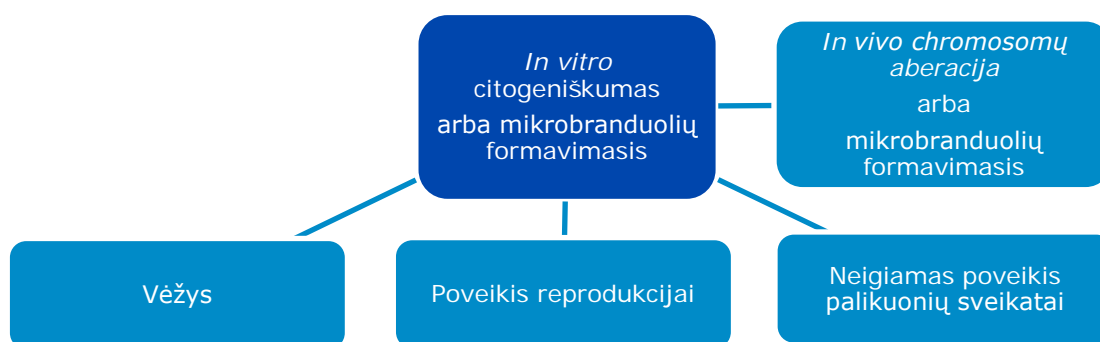 In vitro
citogeniškumas
arba mikrobranduolių
formavimasis
In vivo chromosomų
aberacija
arba
mikrobranduolių
formavimasis
Vėžys
Poveikis reprodukcijai
Neigiamas poveikis
palikuonių sveikatai